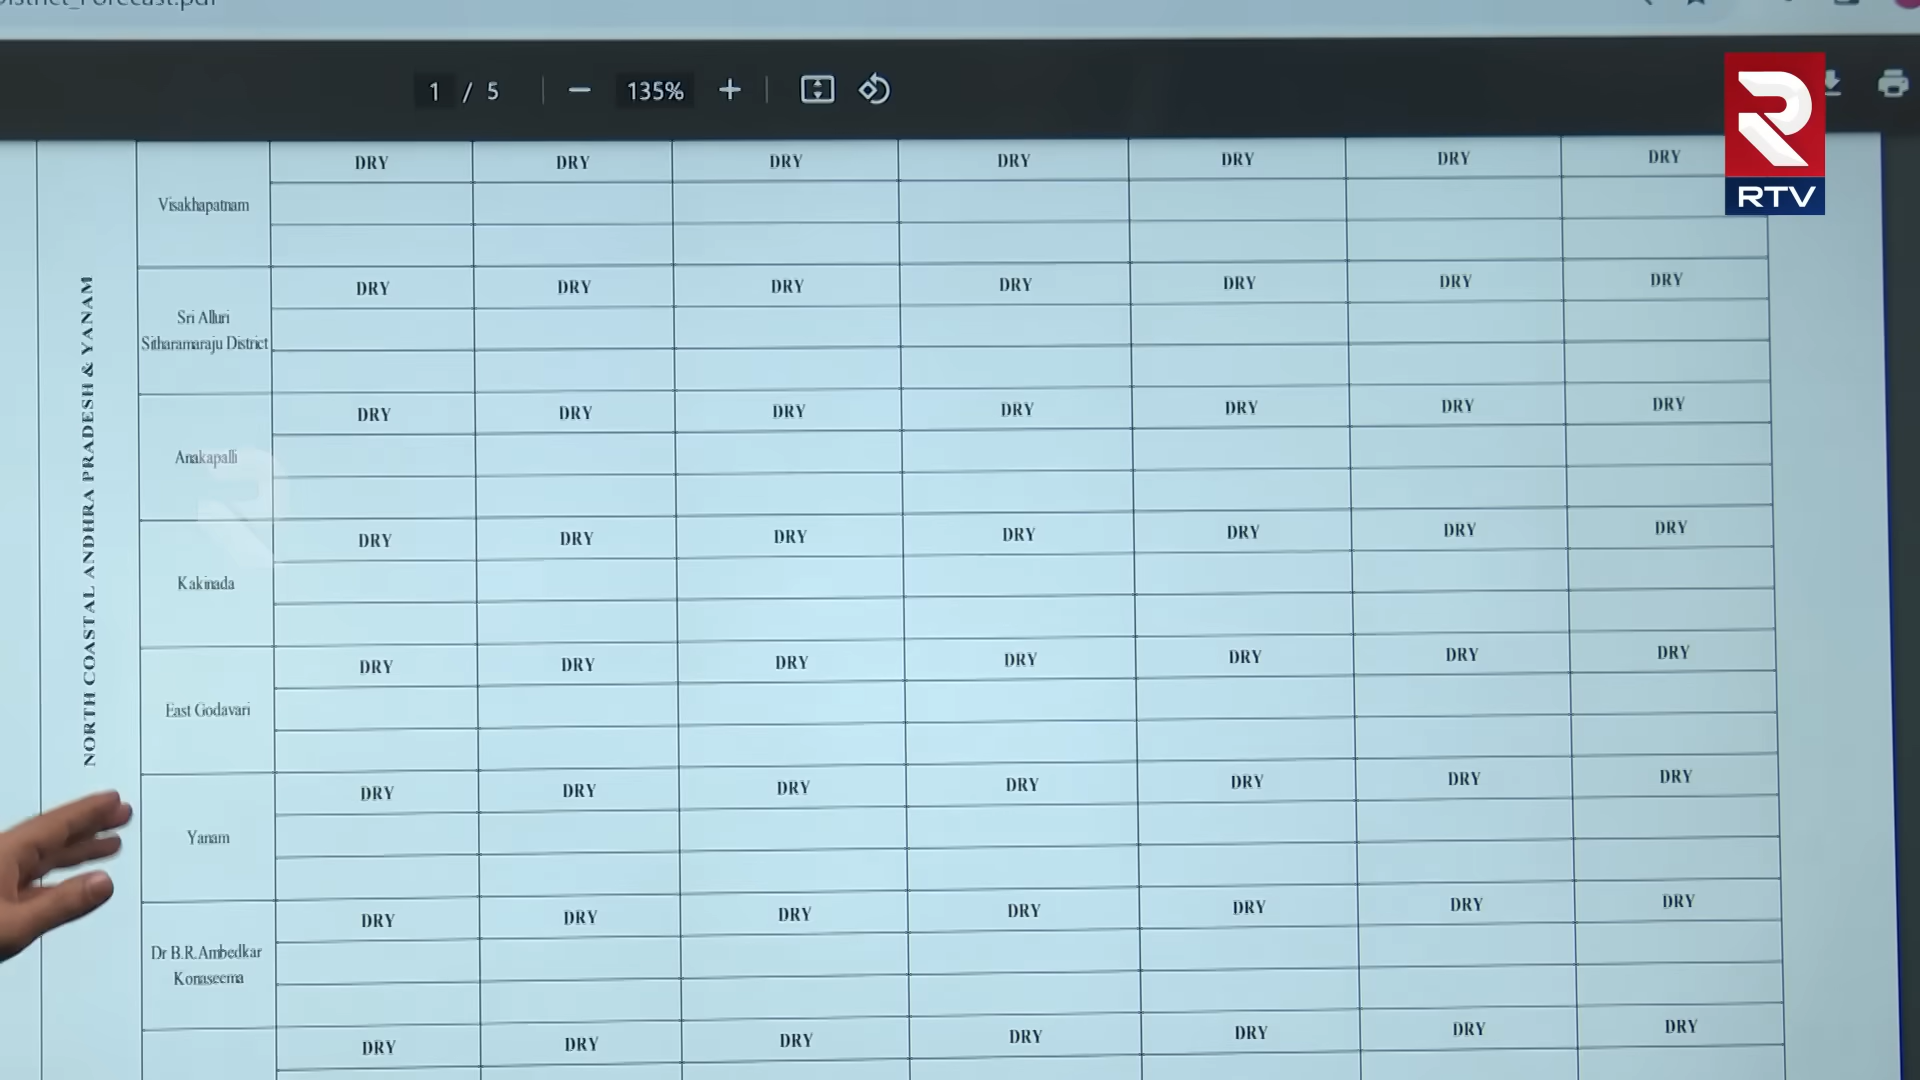 District_Forecast.pdf
1 / 5 135%
RTV
NORTH COASTAL ANDHRA PRADESH & YANAM
DRY DRY DRY DRY DRY DRY DRY
Visakhapatnam
DRY DRY DRY DRY DRY DRY DRY
Sri Alluri
Sitharamaraju District
DRY DRY DRY DRY DRY DRY DRY
Anakapalli
DRY DRY DRY DRY DRY DRY DRY
Kakinada
DRY DRY DRY DRY DRY DRY DRY
East Godavari
DRY DRY DRY DRY DRY DRY DRY
Yanam
DRY DRY DRY DRY DRY DRY DRY
Dr B.R.Ambedkar
Konaseema
DRY DRY DRY DRY DRY DRY DRY